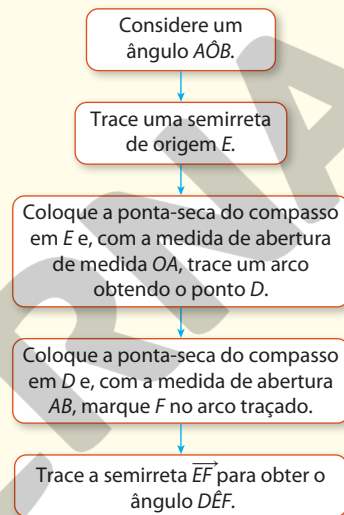 Considere um
ângulo AÔB.
Trace uma semirreta
de origem E.
Coloque a ponta-seca do compasso
em E e, com a medida de abertura
de medida OA, trace um arco
obtendo o ponto D.
Coloque a ponta-seca do compasso
em D e, com a medida de abertura
AB, marque F no arco traçado.
Trace a semirreta \overrightarrow{EF} para obter o
ângulo DÊF.